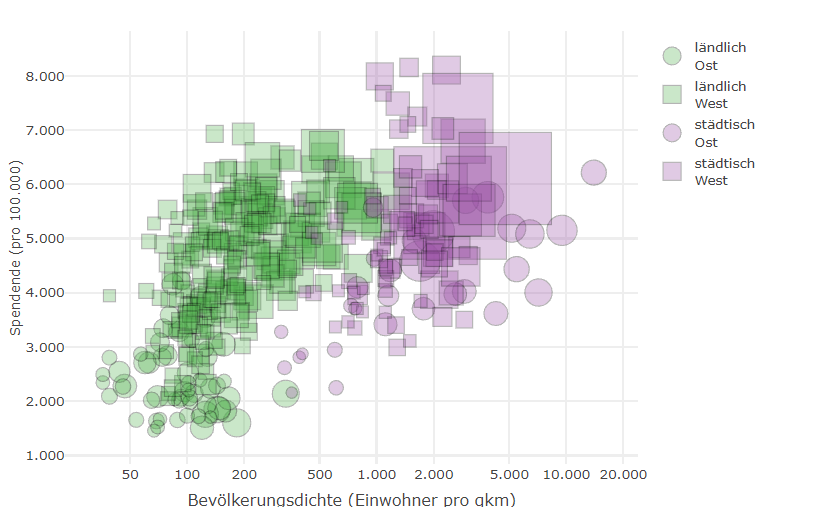 8.000
7.000
6.000
5.000
4.000
3.000
2.000
1.000
Spendende (pro 100.000)
50
100
200
500
1.000
2.000
5.000
10.000
20.000
Bevölkerungsdichte (Einwohner pro qkm)
ländlich
Ost
ländlich
West
städtisch
Ost
städtisch
West